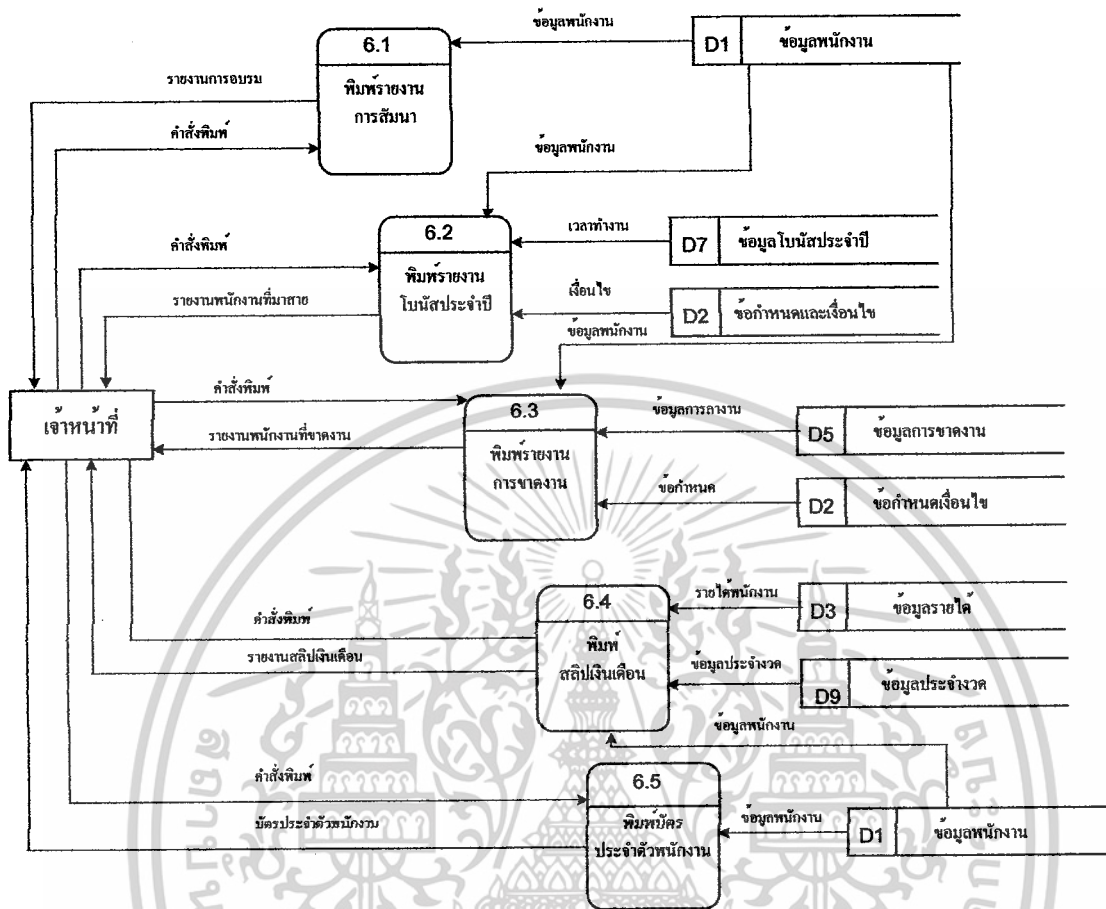 ข้อมูลพนักงาน
6.1
D1
ข้อมูลพนักงาน
รายงานการอบรม
พิมพ์รายงาน
การสัมนา
คำสั่งพิมพ์
ข้อมูลพนักงาน
6.2
เวลาทำงาน
คำสั่งพิมพ์
D7
ข้อมูลโบนัสประจำปี
พิมพ์รายงาน
โบนัสประจำปี
รายงานพนักงานที่มาสาย
เงื่อนไข
D2
ข้อกำหนดและเงื่อนไข
ข้อมูลพนักงาน
คำสั่งพิมพ์
6.3
ข้อมูลการลางาน
เจ้าหน้าที่
รายงานพนักงานที่ขาดงาน
D5
ข้อมูลการขาดงาน
พิมพ์รายงาน
การขาดงาน
ข้อกำหนด
D2
ข้อกำหนดเงื่อนไข
6.4
รายได้พนักงาน
D3
ข้อมูลรายได้
คำสั่งพิมพ์
พิมพ์
สลิปเงินเดือน
รายงานสลิปเงินเดือน
ข้อมูลประจำงวด
D9
ข้อมูลประจำงวด
ข้อมูลพนักงาน
คำสั่งพิมพ์
6.5
บัตรประจำตัวพนักงาน
พิมพ์บัตร
ประจำตัวพนักงาน
ข้อมูลพนักงาน
D1
ข้อมูลพนักงาน